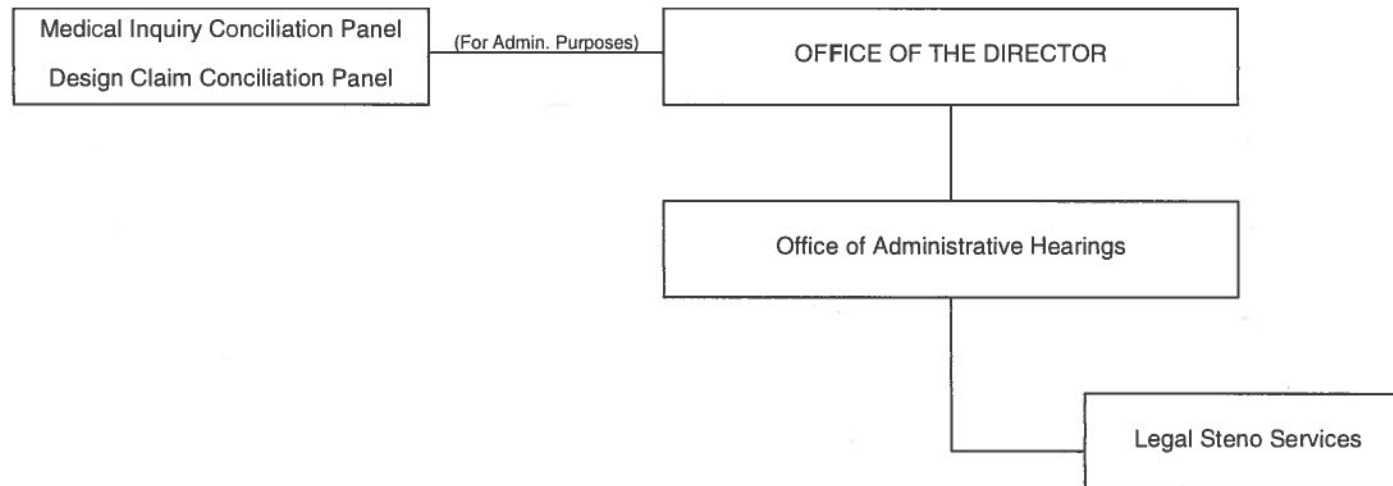 Medical Inquiry Conciliation Panel
Design Claim Conciliation Panel
(For Admin. Purposes)
OFFICE OF THE DIRECTOR
Office of Administrative Hearings
Legal Steno Services